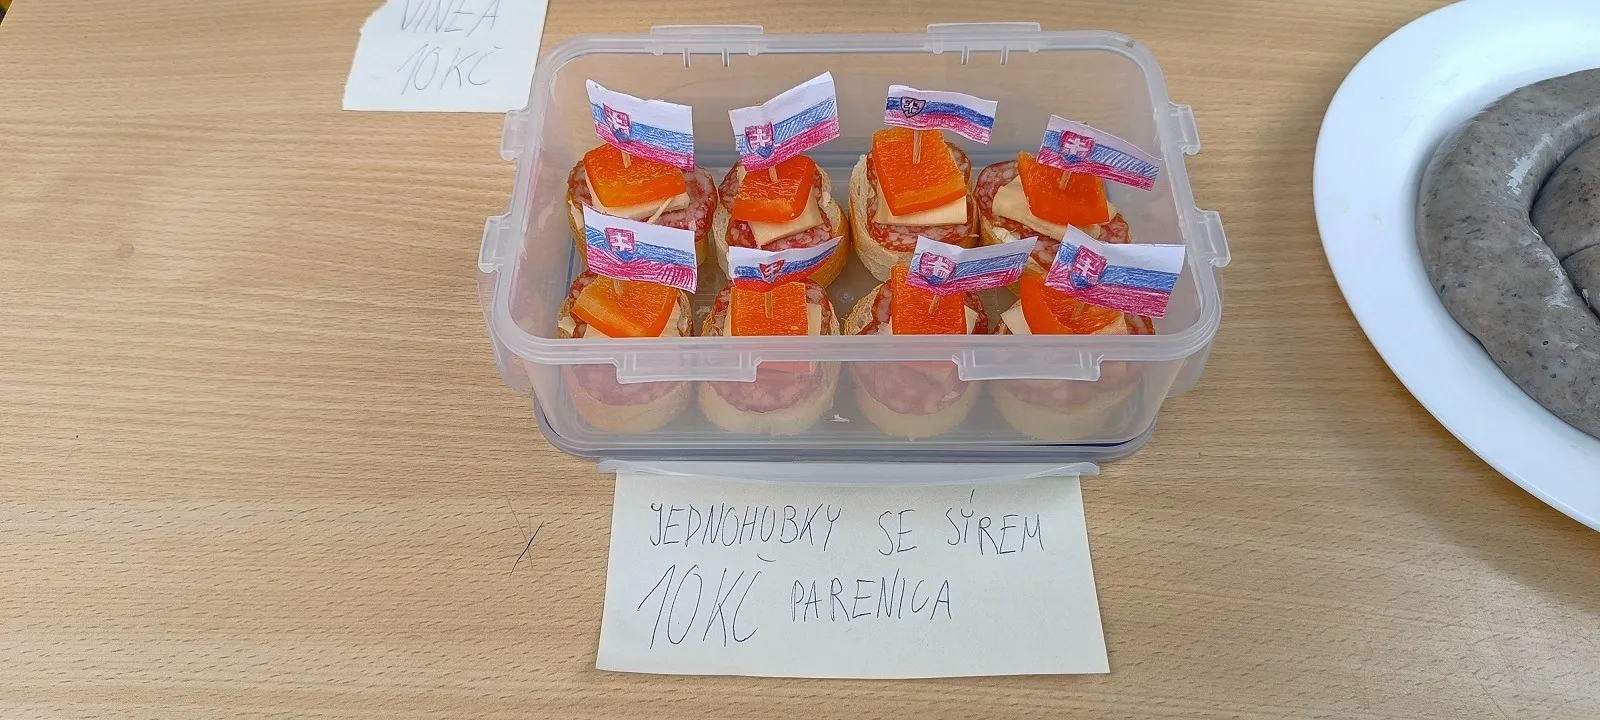 VINEA
10KČ
JEDNOHUBKY SE SÝREM
10KČ PARENICA